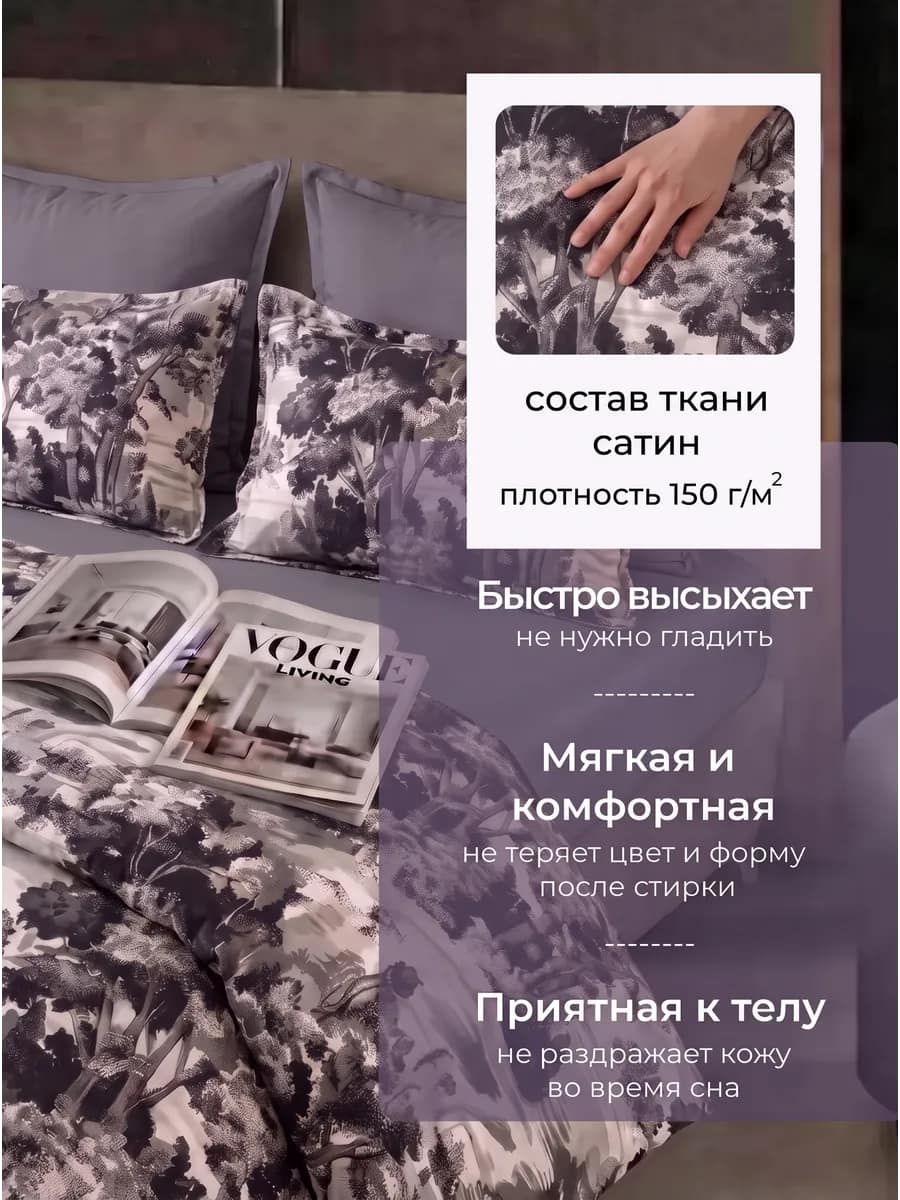 состав ткани
сатин
плотность 150 г/м²
Быстро высыхает
не нужно гладить
---------
VOGUE
LIVING
Мягкая и
комфортная
не теряет цвет и форму
после стирки
--------
Приятная к телу
не раздражает кожу
во время сна